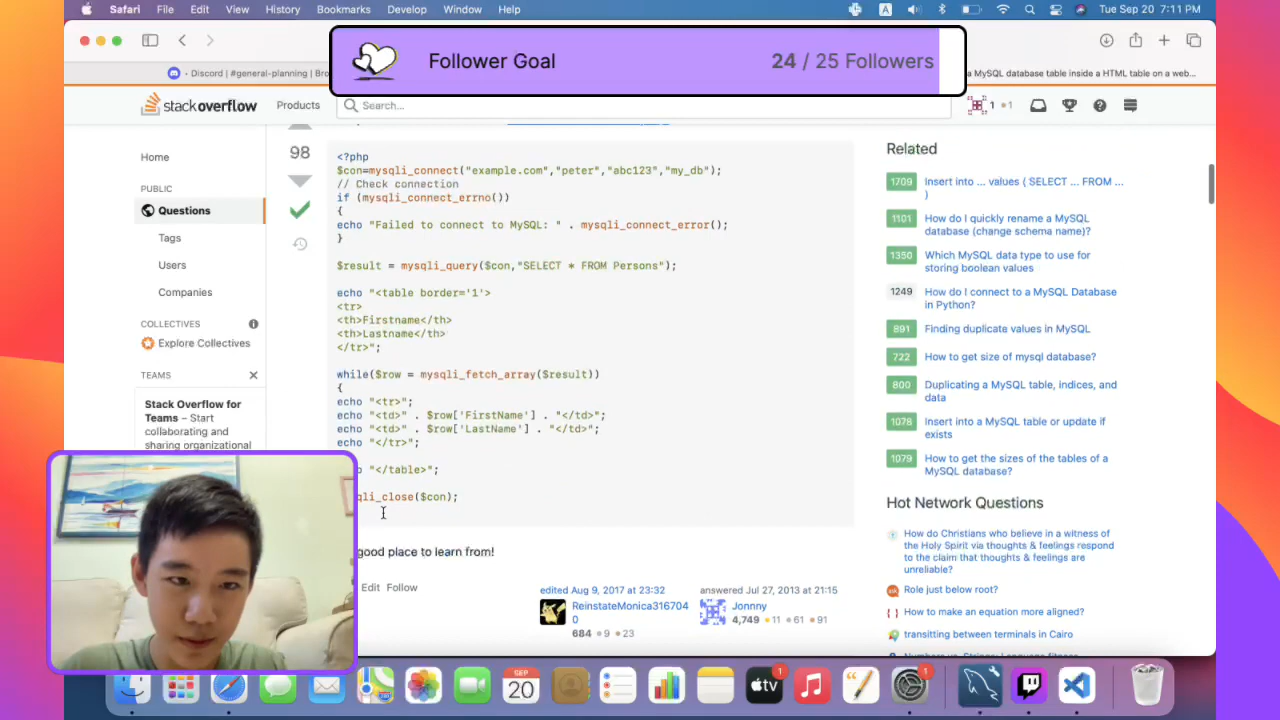 Safari File Edit View History Bookmarks Develop Window Help
A
Tue Sep 20 7:11 PM
Follower Goal
24 / 25 Followers
- Discord | #general-planning | Bro
a MySQL database table inside a HTML table on a web...
stackoverflow
Products
Search...
1 1
Home
PUBLIC
Questions
Tags
Users
Companies
COLLECTIVES
Explore Collectives
TEAMS
Stack Overflow for
Teams – Start
collaborating and
sharing organizational
98
<?php
$con=mysqli_connect("example.com","peter","abc123","my_db");
// Check connection
if (mysqli_connect_errno())
{
echo "Failed to connect to MySQL: " . mysqli_connect_error();
}
$result = mysqli_query($con,"SELECT * FROM Persons");
echo "<table border='1'>
<tr>
<th>Firstname</th>
<th>Lastname</th>
</tr>";
while($row = mysqli_fetch_array($result))
{
echo "<tr>";
echo "<td>" . $row['FirstName'] . "</td>";
echo "<td>" . $row['LastName'] . "</td>";
echo "</tr>";
"</table>";
qli_close($con);
good place to learn from!
Edit Follow
edited Aug 9, 2017 at 23:32
ReinstateMonica316704
0
684 9 23
answered Jul 27, 2013 at 21:15
Jonnny
4,749 11 61 91
Related
1709 Insert into ... values ( SELECT ... FROM ...
)
1101 How do I quickly rename a MySQL
database (change schema name)?
1350 Which MySQL data type to use for
storing boolean values
1249 How do I connect to a MySQL Database
in Python?
891 Finding duplicate values in MySQL
722 How to get size of mysql database?
800 Duplicating a MySQL table, indices, and
data
1078 Insert into a MySQL table or update if
exists
1079 How to get the sizes of the tables of a
MySQL database?
Hot Network Questions
How do Christians who believe in a witness of
the Holy Spirit via thoughts & feelings respond
to the claim that thoughts & feelings are
unreliable?
Role just below root?
How to make an equation more aligned?
transitting between terminals in Cairo
SEP
20
tv
1
1